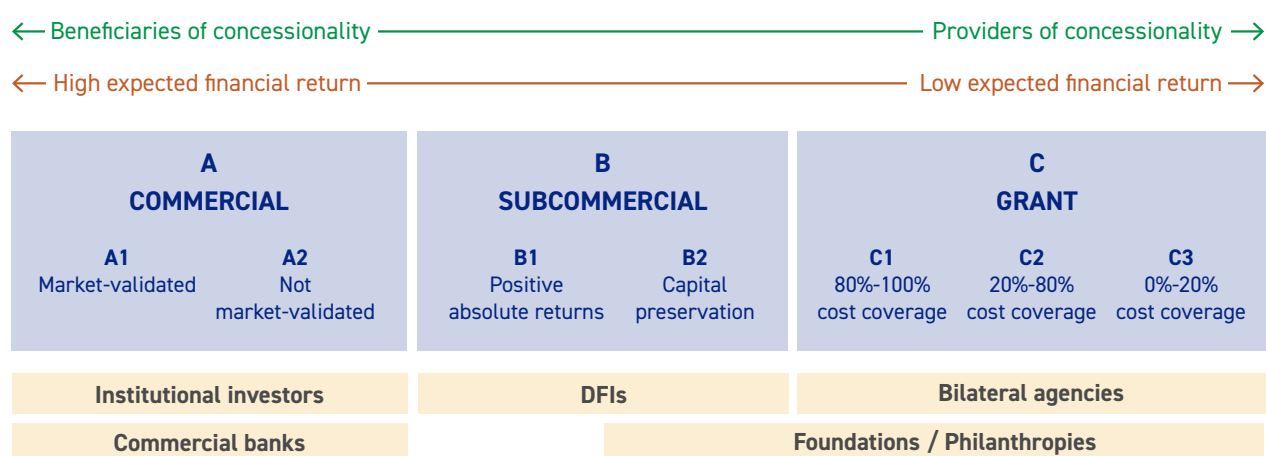 Beneficiaries of concessionality Providers of concessionality
High expected financial return Low expected financial return
A
COMMERCIAL
A1
Market-validated
A2
Not
market-validated
B
SUBCOMMERCIAL
B1
Positive
absolute returns
B2
Capital
preservation
C
GRANT
C1
80%-100%
cost coverage
C2
20%-80%
cost coverage
C3
0%-20%
cost coverage
Institutional investors
DFIs
Bilateral agencies
Commercial banks
Foundations / Philanthropies